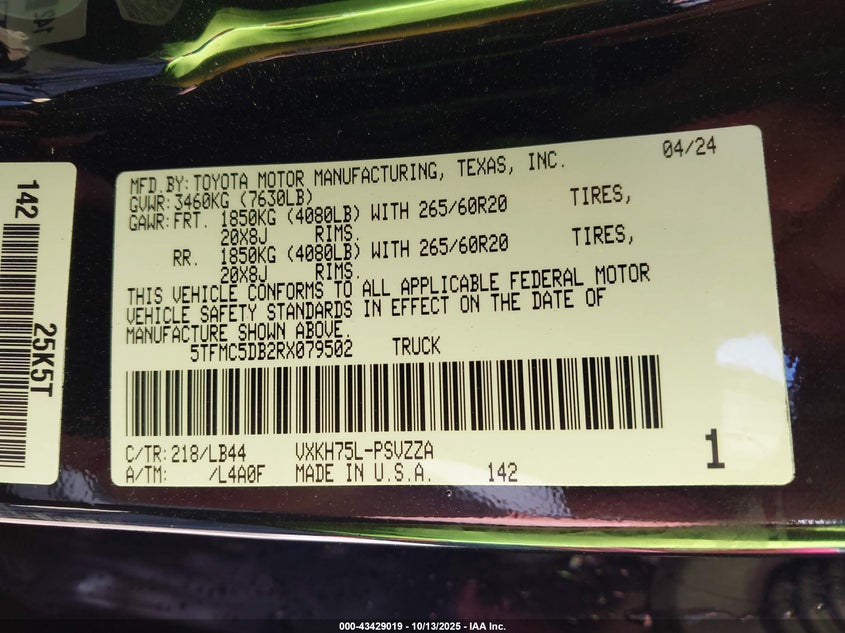 MFD.BY: TOYOTA MOTOR MANUFACTURING, TEXAS, INC. 04/24
GVWR: 3460KG (7630LB)
GAWR: FRT. 1850KG (4080LB) WITH 265/60R20 TIRES,
20X8J RIMS.
RR. 1850KG (4080LB) WITH 265/60R20 TIRES,
20X8J RIMS.
THIS VEHICLE CONFORMS TO ALL APPLICABLE FEDERAL MOTOR
VEHICLE SAFETY STANDARDS IN EFFECT ON THE DATE OF
MANUFACTURE SHOWN ABOVE.
5TFMC5DB2RX079502 TRUCK
C/TR: 218/LB44 VXKH75L-PSVZZA
A/TM: /L4A0F MADE IN U.S.A. 142
1
142
25K5T
000-43429019 - 10/13/2025 - IAA Inc.